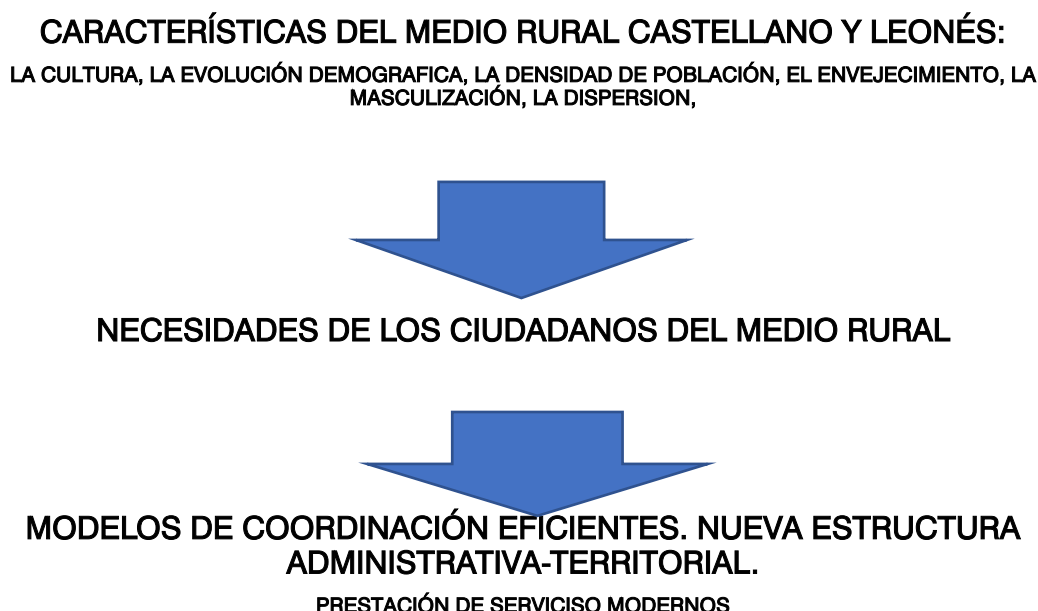 CARACTERÍSTICAS DEL MEDIO RURAL CASTELLANO Y LEONÉS:
LA CULTURA, LA EVOLUCIÓN DEMOGRAFICA, LA DENSIDAD DE POBLACIÓN, EL ENVEJECIMIENTO, LA
MASCULIZACIÓN, LA DISPERSION,
NECESIDADES DE LOS CIUDADANOS DEL MEDIO RURAL
MODELOS DE COORDINACIÓN EFICIENTES. NUEVA ESTRUCTURA
ADMINISTRATIVA-TERRITORIAL.
PRESTACIÓN DE SERVICISO MODERNOS